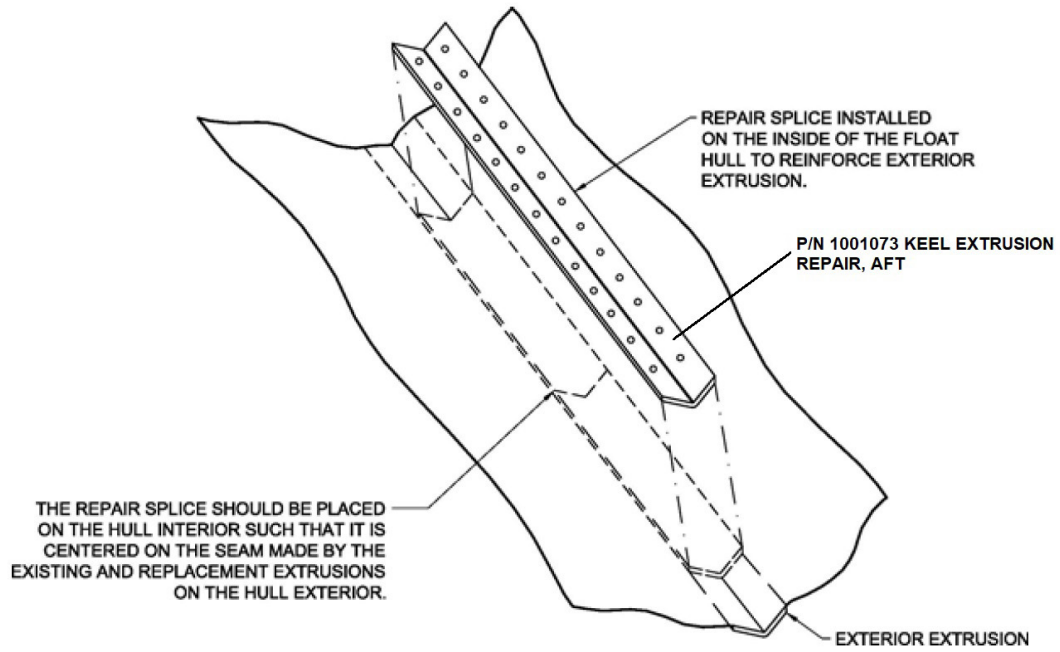 REPAIR SPLICE INSTALLED
ON THE INSIDE OF THE FLOAT
HULL TO REINFORCE EXTERIOR
EXTRUSION.
P/N 1001073 KEEL EXTRUSION
REPAIR, AFT
THE REPAIR SPLICE SHOULD BE PLACED
ON THE HULL INTERIOR SUCH THAT IT IS
CENTERED ON THE SEAM MADE BY THE
EXISTING AND REPLACEMENT EXTRUSIONS
ON THE HULL EXTERIOR.
EXTERIOR EXTRUSION